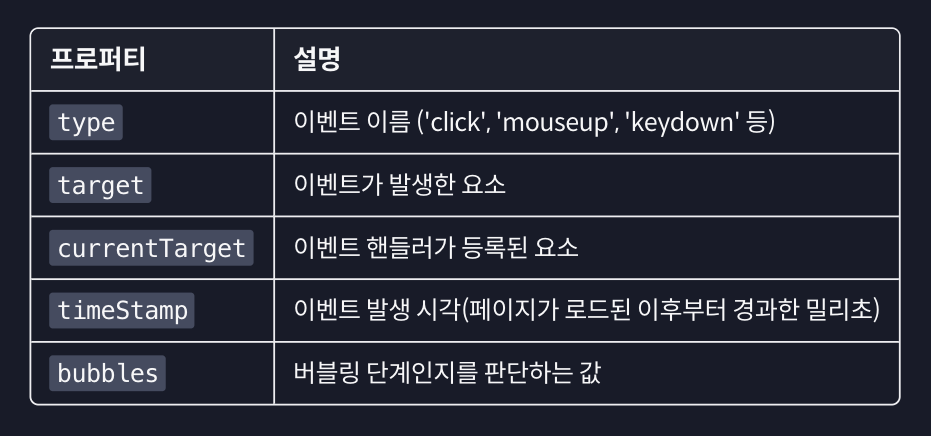 프로퍼티 설명
type 이벤트 이름 ('click', 'mouseup', 'keydown' 등)
target 이벤트가 발생한 요소
currentTarget 이벤트 핸들러가 등록된 요소
timeStamp 이벤트 발생 시각(페이지가 로드된 이후부터 경과한 밀리초)
bubbles 버블링 단계인지를 판단하는 값